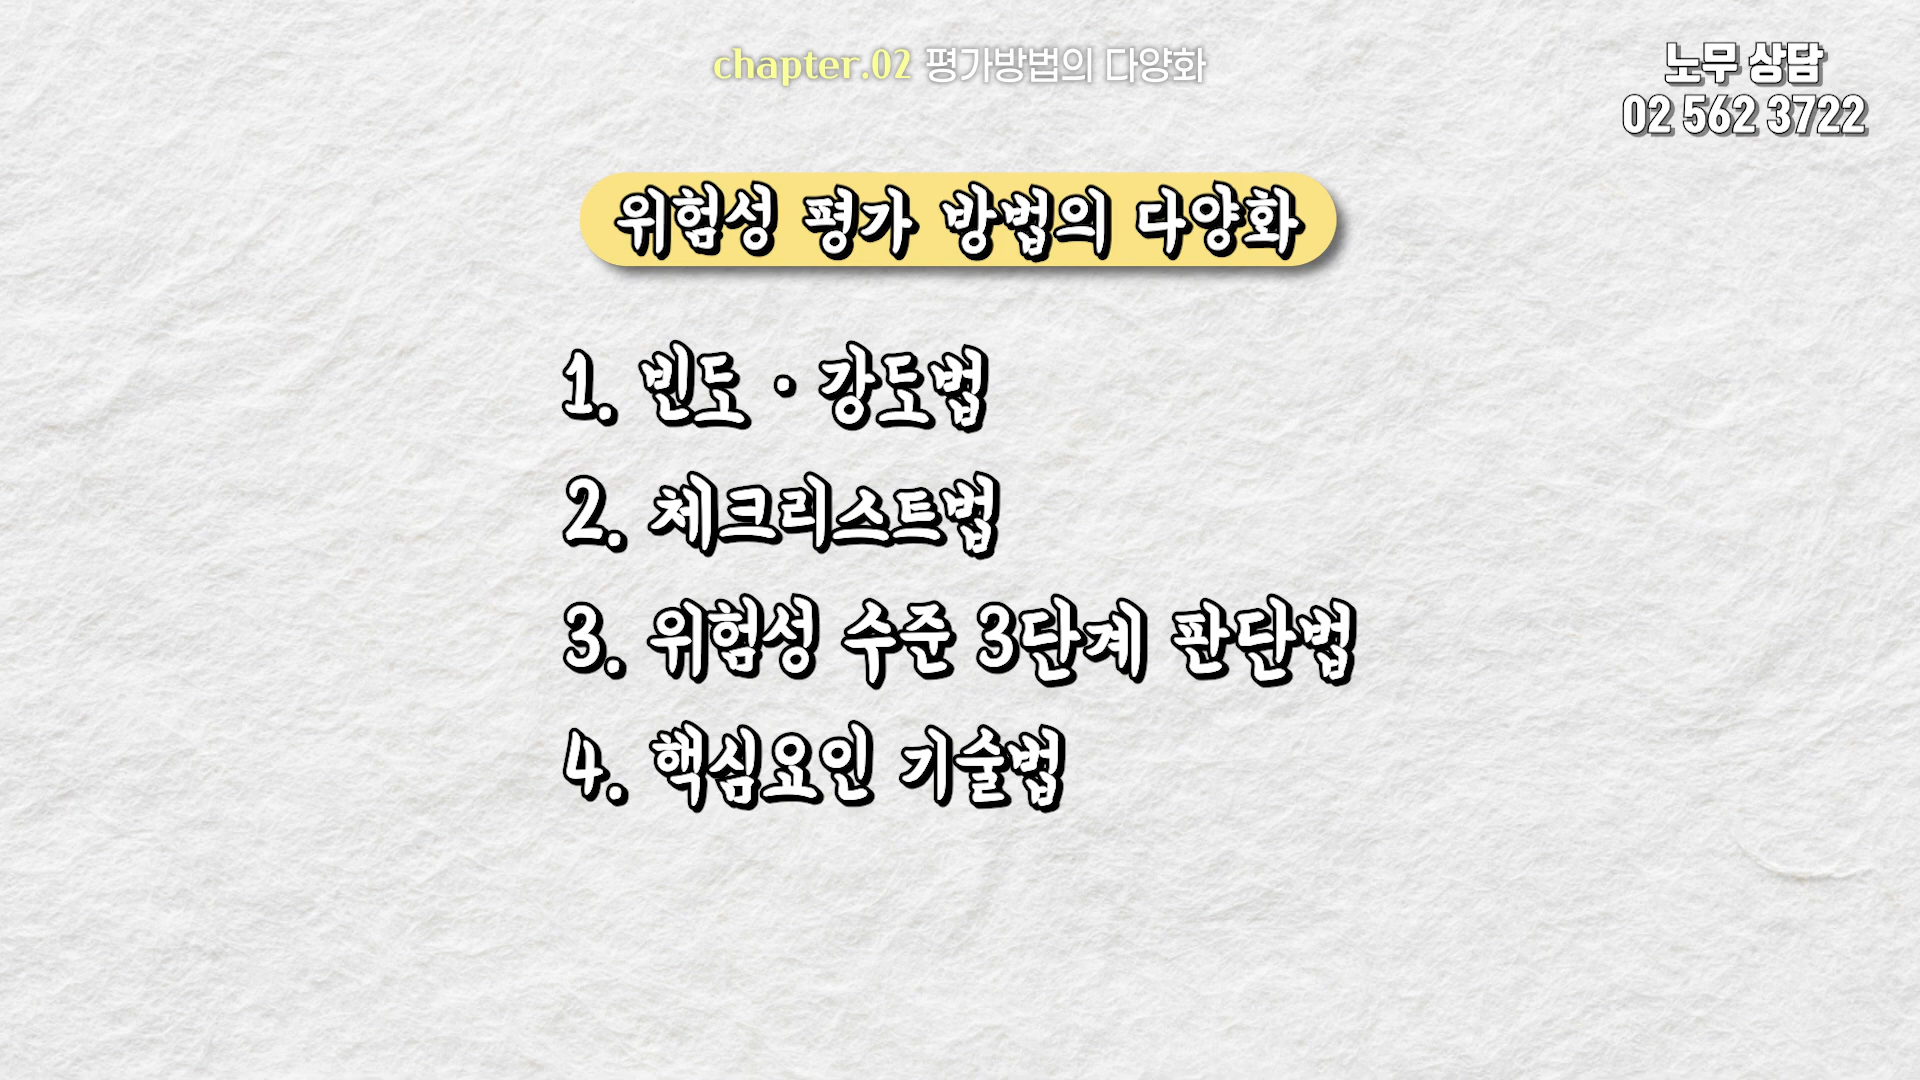 chapter.02 평가방법의 다양화
노무 상담
02 562 3722
위험성 평가 방법의 다양화
1. 빈도 · 강도법
2. 체크리스트법
3. 위험성 수준 3단계 판단법
4. 핵심요인 기술법